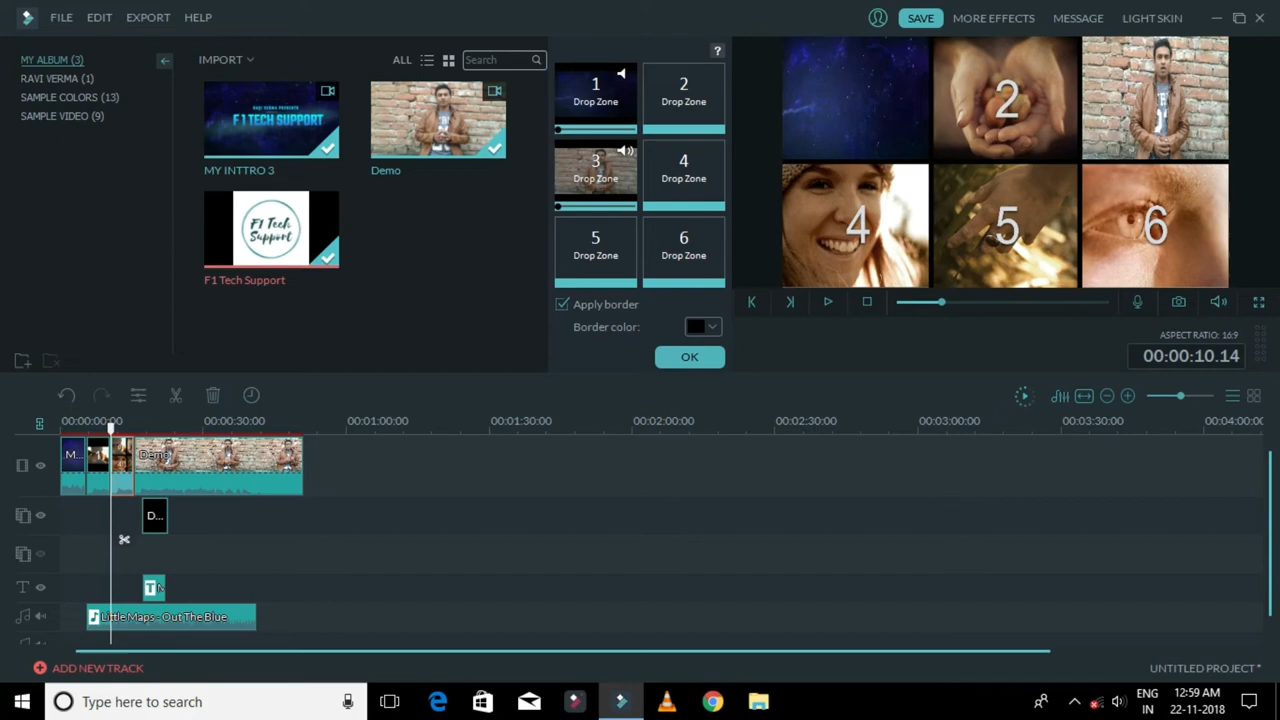 FILE EDIT EXPORT HELP
SAVE MORE EFFECTS MESSAGE LIGHT SKIN
MY ALBUM (3)
RAVI VERMA (1)
SAMPLE COLORS (13)
SAMPLE VIDEO (9)
IMPORT ALL Search
RAVI VERMA PRESENTS
F1 TECH SUPPORT
MY INTTRO 3
Demo
F1 Tech
Support
F1 Tech Support
?
1
Drop Zone
2
Drop Zone
3
Drop Zone
4
Drop Zone
5
Drop Zone
6
Drop Zone
Apply border
Border color:
OK
2
4 5 6
ASPECT RATIO: 16:9
00:00:10.14
00:00:00:00 00:00:30:00 00:01:00:00 00:01:30:00 00:02:00:00 00:02:30:00 00:03:00:00 00:03:30:00 00:04:00:00
M... Demo
D...
T
Little Maps - Out The Blue
ADD NEW TRACK
UNTITLED PROJECT *
Type here to search
ENG
IN
12:59 AM
22-11-2018